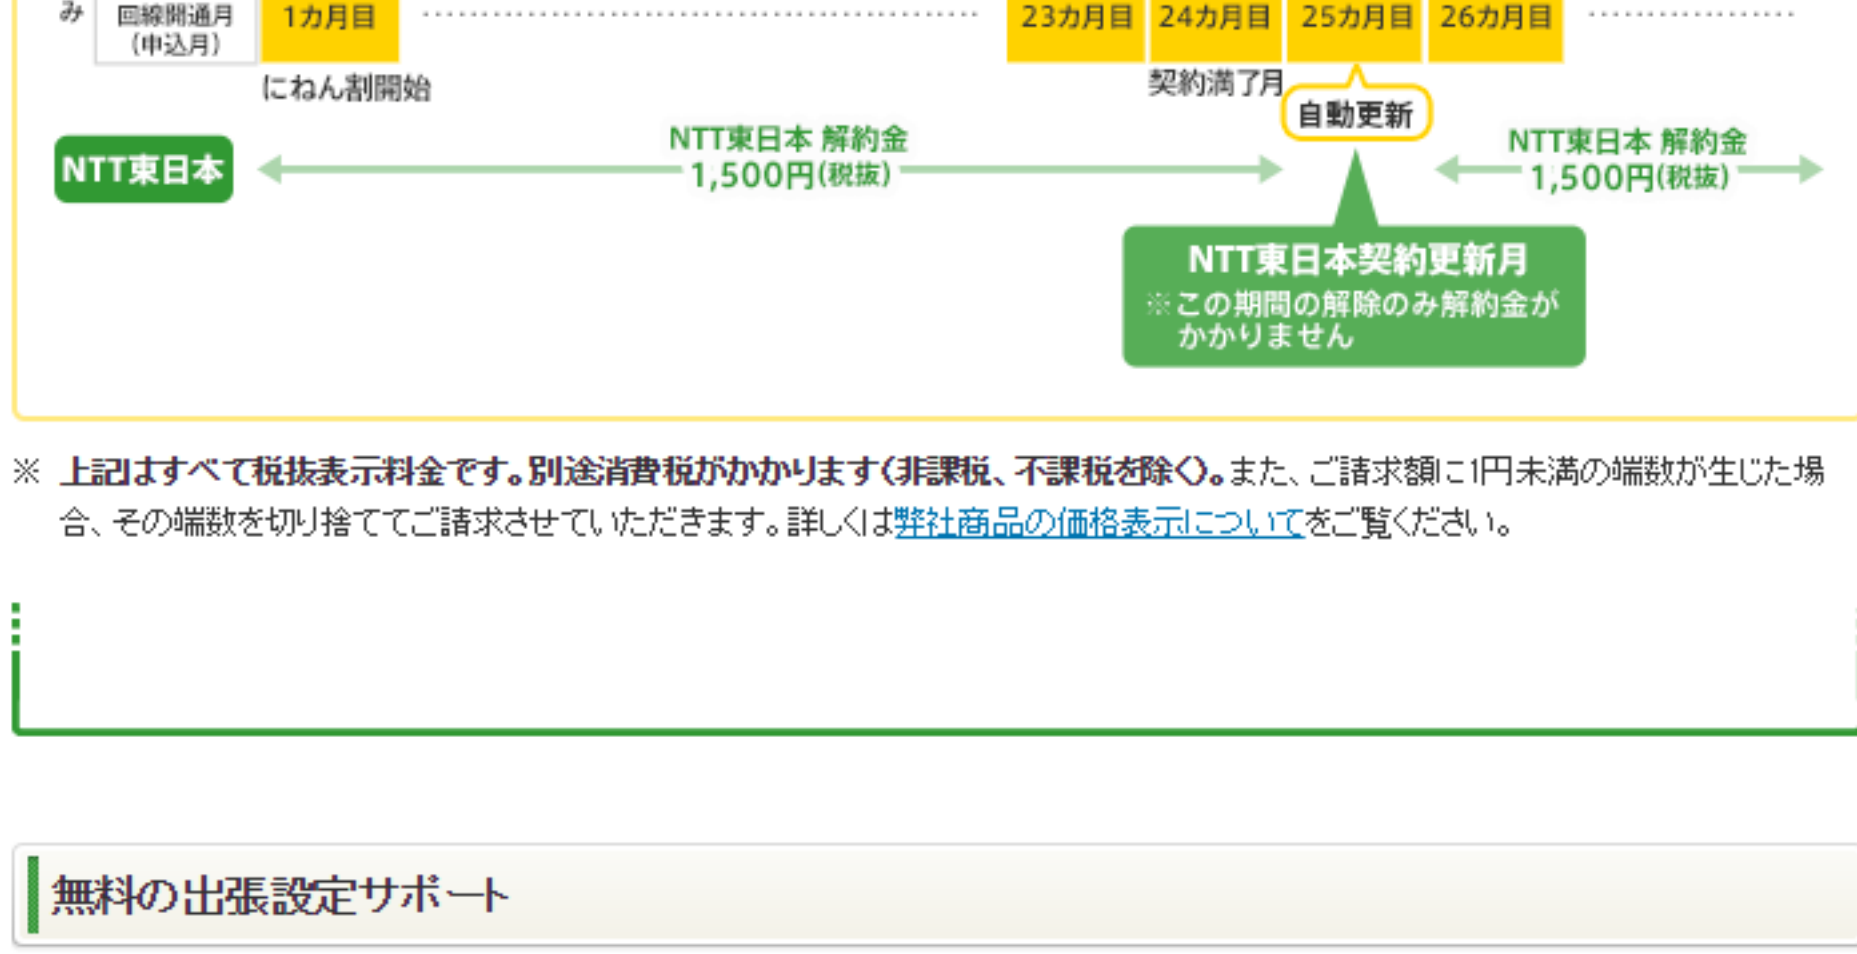 み
回線開通月
(申込月)
1カ月目
23カ月目 24カ月目 25カ月目 26カ月目
にねん割開始
契約満了月
自動更新
NTT東日本
NTT東日本 解約金
1,500円(税抜)
NTT東日本 解約金
1,500円(税抜)
NTT東日本契約更新月
※この期間の解除のみ解約金が
かかりません
※ 上記はすべて税抜表示料金です。別途消費税がかかります(非課税、不課税を除く)。また、ご請求額に1円未満の端数が生じた場
合、その端数を切り捨ててご請求させていただきます。詳しくは弊社商品の価格表示についてをご覧ください。
無料の出張設定サポート